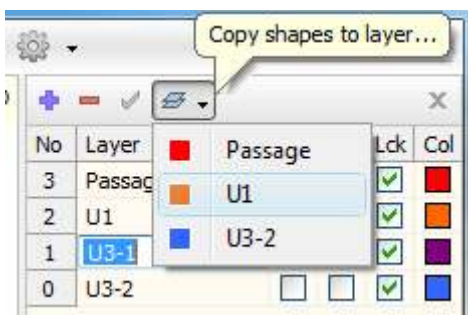 Copy shapes to layer...
No Layer Lck Col
Passage
3 Passag
U1
2 U1
U3-2
1 U3-1
0 U3-2